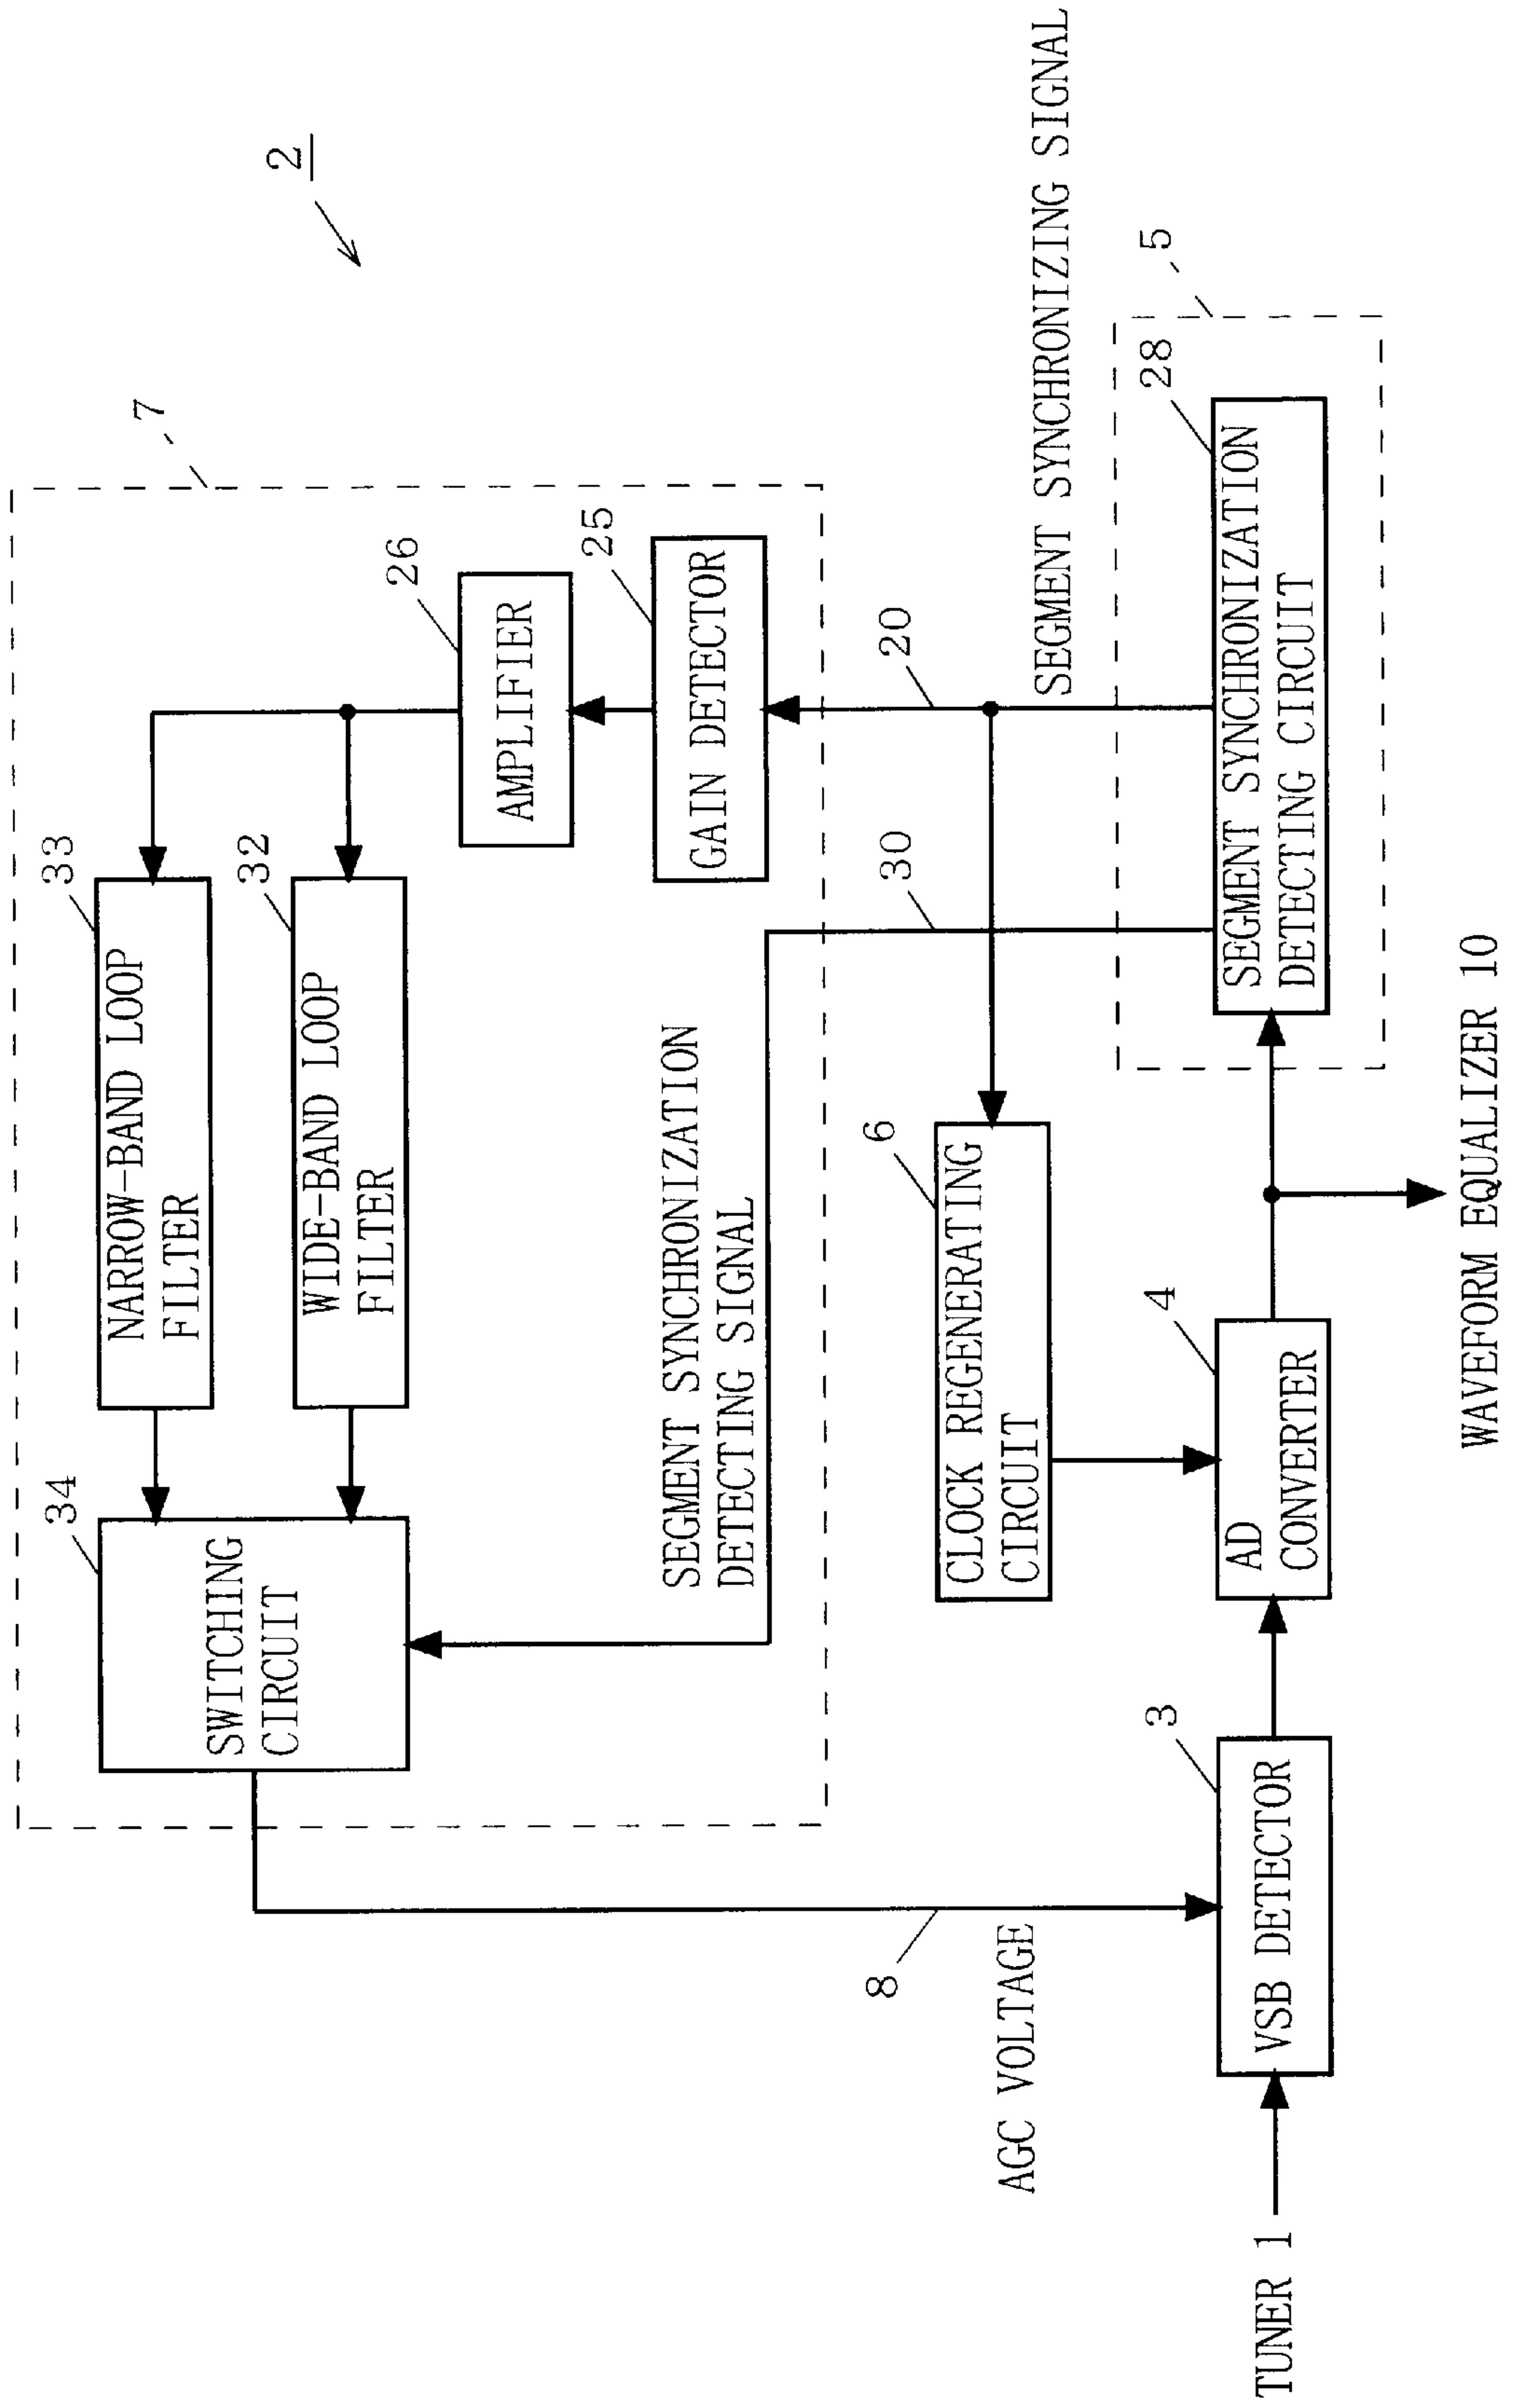 2
7
34
33
SWITCHING
CIRCUIT
NARROW-BAND LOOP
FILTER
32
WIDE-BAND LOOP
FILTER
26
AMPLIFIER
25
GAIN DETECTOR
SEGMENT SYNCHRONIZATION
DETECTING SIGNAL
30
20
8
AGC VOLTAGE
6
CLOCK REGENERATING
CIRCUIT
SEGMENT SYNCHRONIZING SIGNAL
5
TUNER 1
3
VSB DETECTOR
4
AD
CONVERTER
28
SEGMENT SYNCHRONIZATION
DETECTING CIRCUIT
WAVEFORM EQUALIZER 10